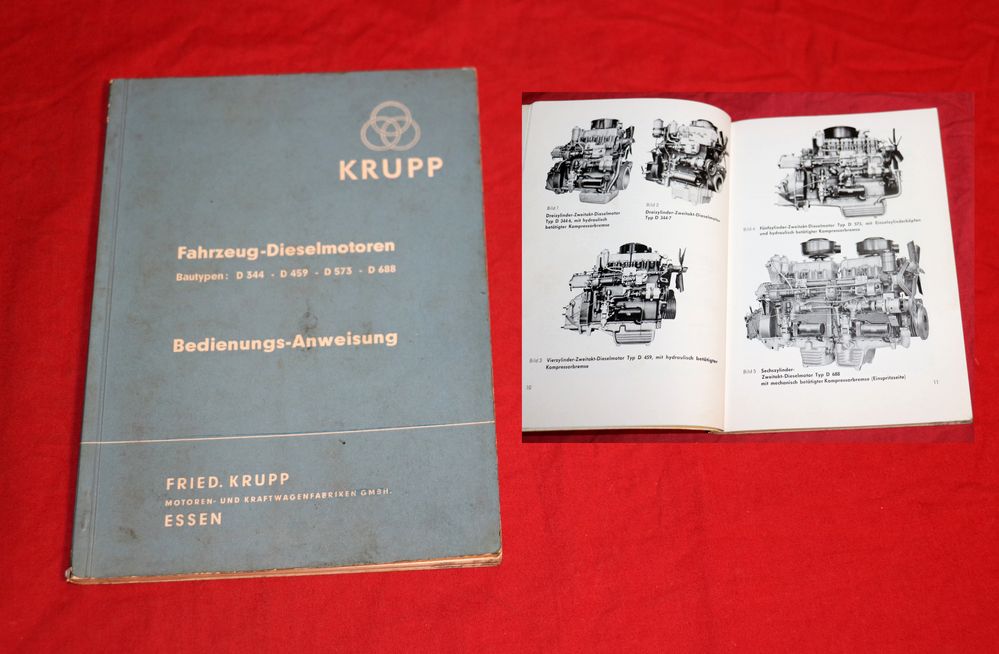 KRUPP
Fahrzeug-Dieselmotoren
Bautypen: D 344 - D 459 - D 573 - D 688
Bedienungs-Anweisung
FRIED. KRUPP
MOTOREN- UND KRAFTWAGENFABRIKEN GMBH.
ESSEN
Bild 1
Dreizylinder-Zweitakt-Dieselmotor
Typ D 344-6, mit hydraulisch
betätigter Kompressorbremse
Bild 2
Dreizylinder-Zweitakt-Dieselmotor
Typ D 344-7
Bild 3 Vierzylinder-Zweitakt-Dieselmotor Typ D 459, mit hydraulisch betätigter
Kompressorbremse
10
Bild 4 Fünfzylinder-Zweitakt-Dieselmotor Typ D 573, mit Einzelzylinderköpfen
und hydraulisch betätigter Kompressorbremse
Bild 5 Sechszylinder-
Zweitakt-Dieselmotor Typ D 688
mit mechanisch betätigter Kompressorbremse (Einspritzseite)
11